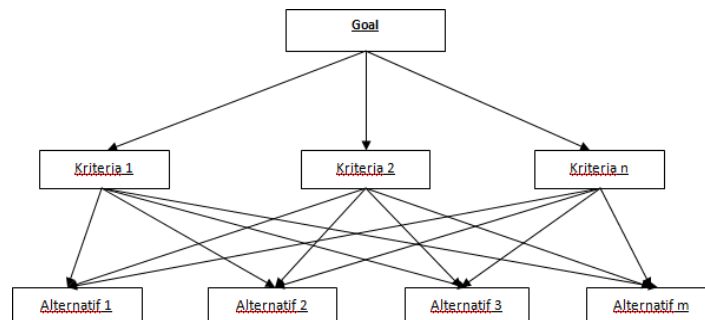 Goal
Kriteria 1
Kriteria 2
Kriteria n
Alternatif 1
Alternatif 2
Alternatif 3
Alternatif m